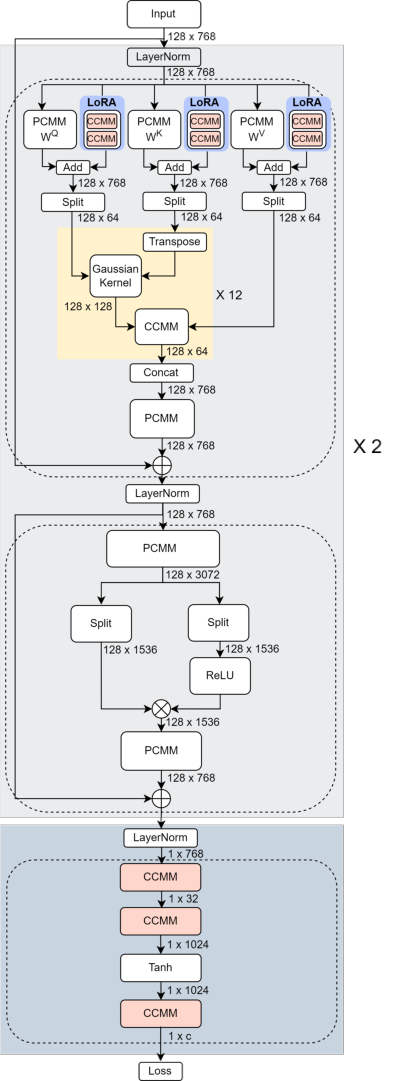 Input
128 x 768
LayerNorm
128 x 768
LoRA LoRA LoRA
PCMM W^Q CCMM CCMM PCMM W^K CCMM CCMM PCMM W^V CCMM CCMM
Add Add Add
128 x 768 128 x 768 128 x 768
Split Split Split
128 x 64 128 x 64 128 x 64
Transpose
Gaussian
Kernel
X 12
128 x 128
CCMM
128 x 64
Concat
128 x 768
PCMM
128 x 768
X 2
LayerNorm
128 x 768
PCMM
128 x 3072
Split Split
128 x 1536 128 x 1536
ReLU
128 x 1536
PCMM
128 x 768
LayerNorm
1 x 768
CCMM
1 x 32
CCMM
1 x 1024
Tanh
1 x 1024
CCMM
1 x c
Loss